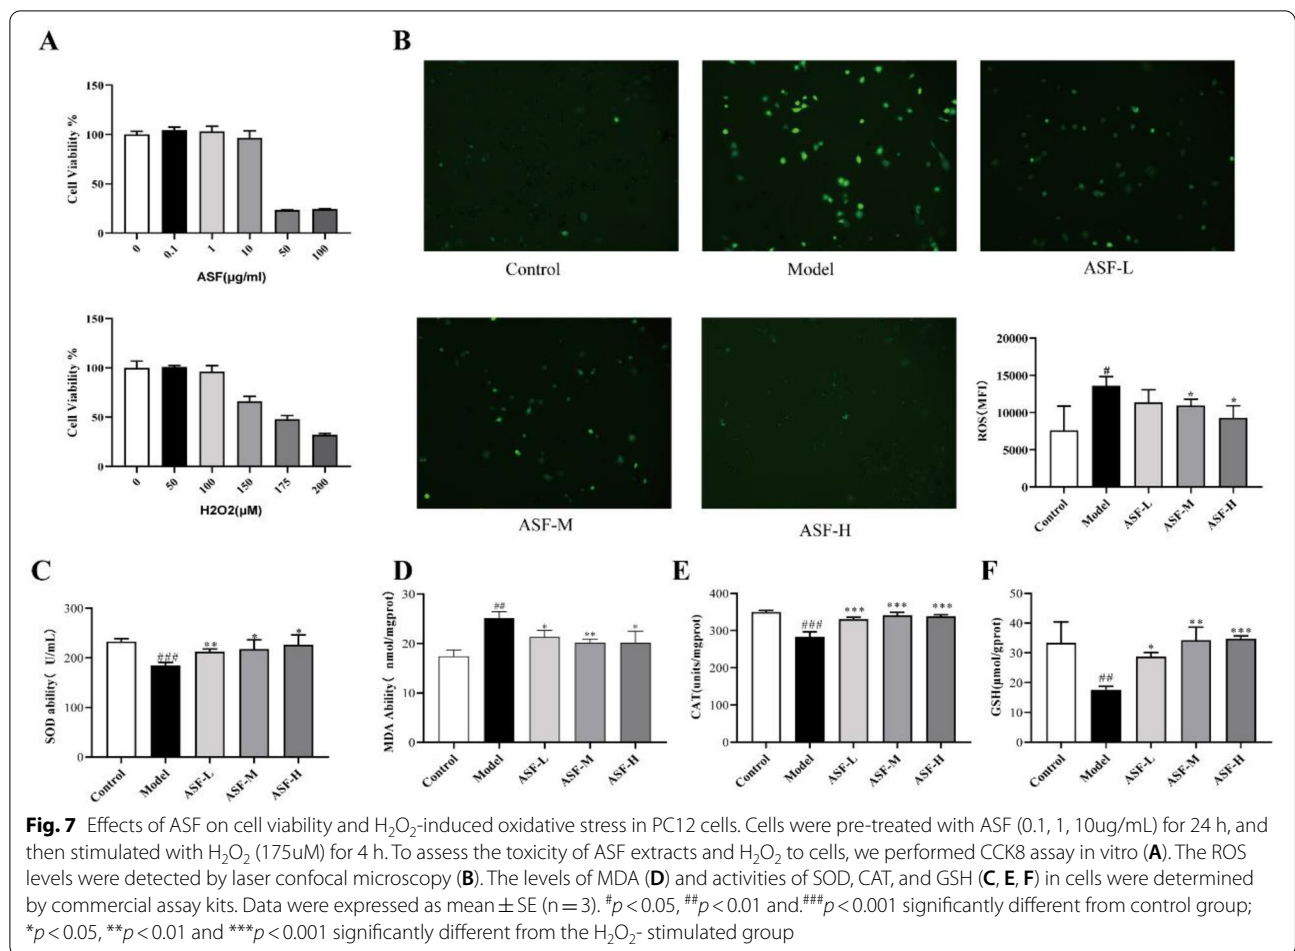 A
B
150
100
50
0
Cell Viability %
0
0.1
1
10
50
100
ASF(µg/ml)
Control
Model
ASF-L
150
100
50
0
Cell Viability %
0
50
100
150
175
200
H2O2(µM)
ASF-M
ASF-H
20000
15000
10000
5000
0
ROS(MFI)
#
*
*
Control
Model
ASF-L
ASF-M
ASF-H
C
300
200
100
0
SOD ability( U/mL)
###
**
*
*
Control
Model
ASF-L
ASF-M
ASF-H
D
30
20
10
0
MDA Ability( nmol/mgprot)
##
*
**
*
Control
Model
ASF-L
ASF-M
ASF-H
E
400
300
200
100
0
CAT(units/mgprot)
###
***
***
***
Control
Model
ASF-L
ASF-M
ASF-H
F
50
40
30
20
10
0
GSH(µmol/gprot)
##
*
**
***
Control
Model
ASF-L
ASF-M
ASF-H
Fig. 7 Effects of ASF on cell viability and H₂O₂-induced oxidative stress in PC12 cells. Cells were pre-treated with ASF (0.1, 1, 10ug/mL) for 24 h, and
then stimulated with H₂O₂ (175uM) for 4 h. To assess the toxicity of ASF extracts and H₂O₂ to cells, we performed CCK8 assay in vitro (A). The ROS
levels were detected by laser confocal microscopy (B). The levels of MDA (D) and activities of SOD, CAT, and GSH (C, E, F) in cells were determined
by commercial assay kits. Data were expressed as mean ± SE (n = 3). #p < 0.05, ##p < 0.01 and.###p < 0.001 significantly different from control group;
*p < 0.05, **p < 0.01 and ***p < 0.001 significantly different from the H₂O₂- stimulated group